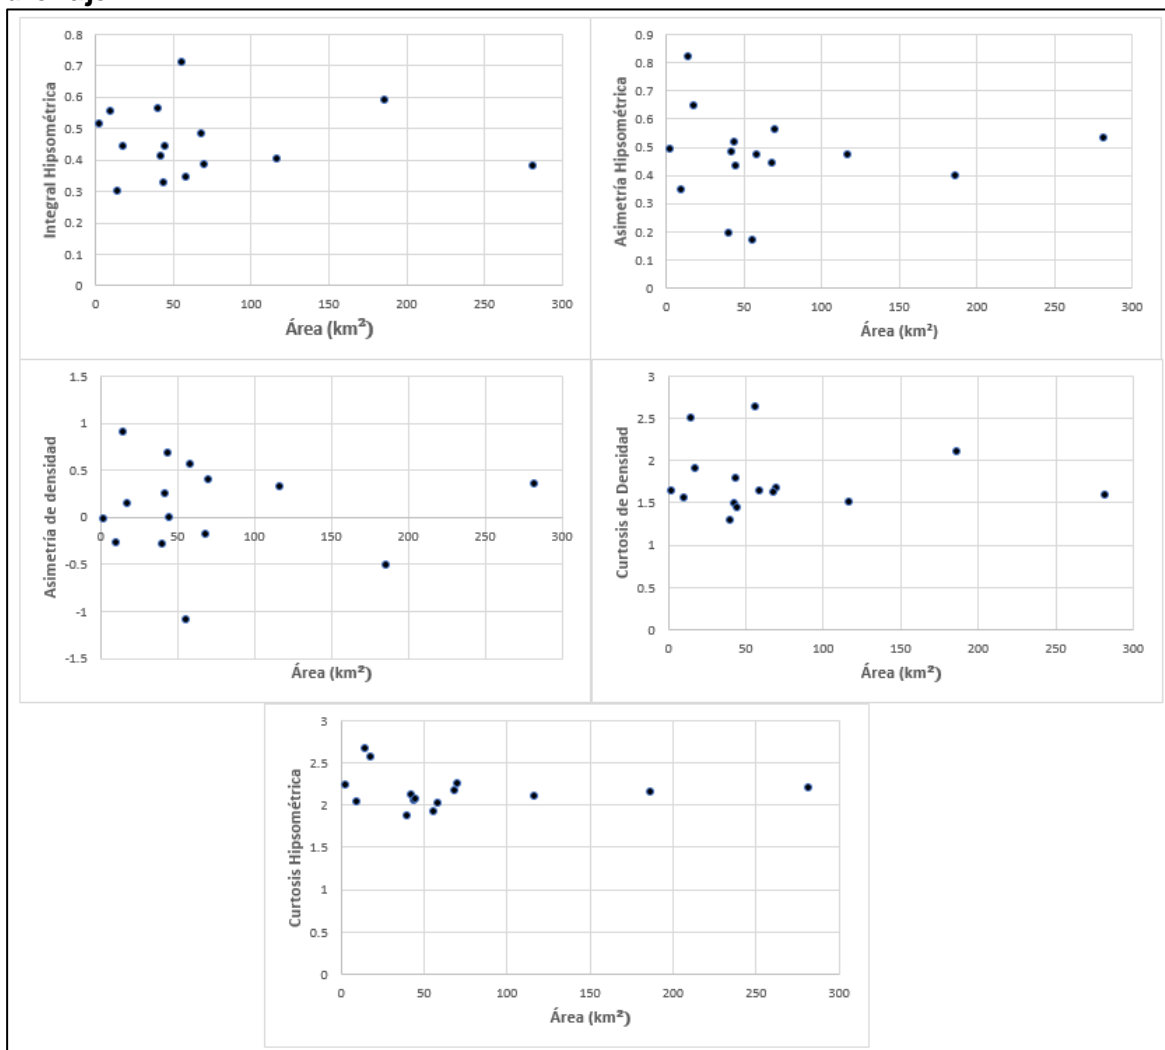 0.8
0.7
0.6
0.5
0.4
0.3
0.2
0.1
0
Integral Hipsométrica
0 50 100 150 200 250 300
Área (km²)
0.9
0.8
0.7
0.6
0.5
0.4
0.3
0.2
0.1
0
Asimetría Hipsométrica
0 50 100 150 200 250 300
Área (km²)
1.5
1
0.5
0
-0.5
-1
-1.5
Asimetría de densidad
0 50 100 150 200 250 300
Área (km²)
3
2.5
2
1.5
1
0.5
0
Curtosis de Densidad
0 50 100 150 200 250 300
Área (km²)
3
2.5
2
1.5
1
0.5
0
Curtosis Hipsométrica
0 50 100 150 200 250 300
Área (km²)